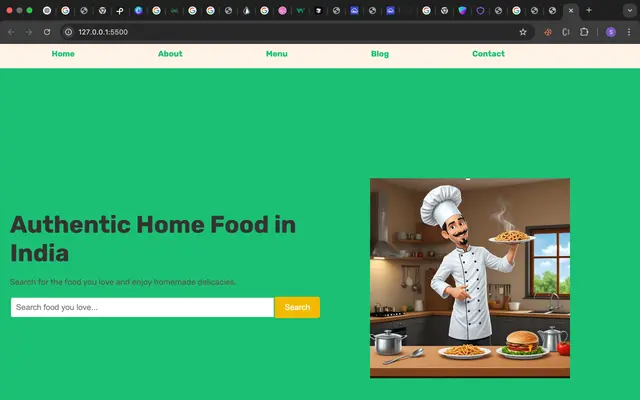 127.0.0.1:5500
S
Home About Menu Blog Contact
Authentic Home Food in
India
Search for the food you love and enjoy homemade delicacies.
Search food you love...
Search